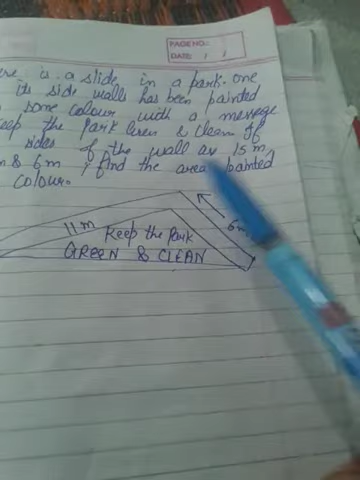 PAGE NO.:
DATE: / /
ere is a slide in a park. One
its side walls has been painted
some colour with a message
eep the Park Green & Clean If
sides of the wall as 15 m,
m & 6 m, find the area painted
colour.
11 m
6 m
Keep the Park
GREEN & CLEAN